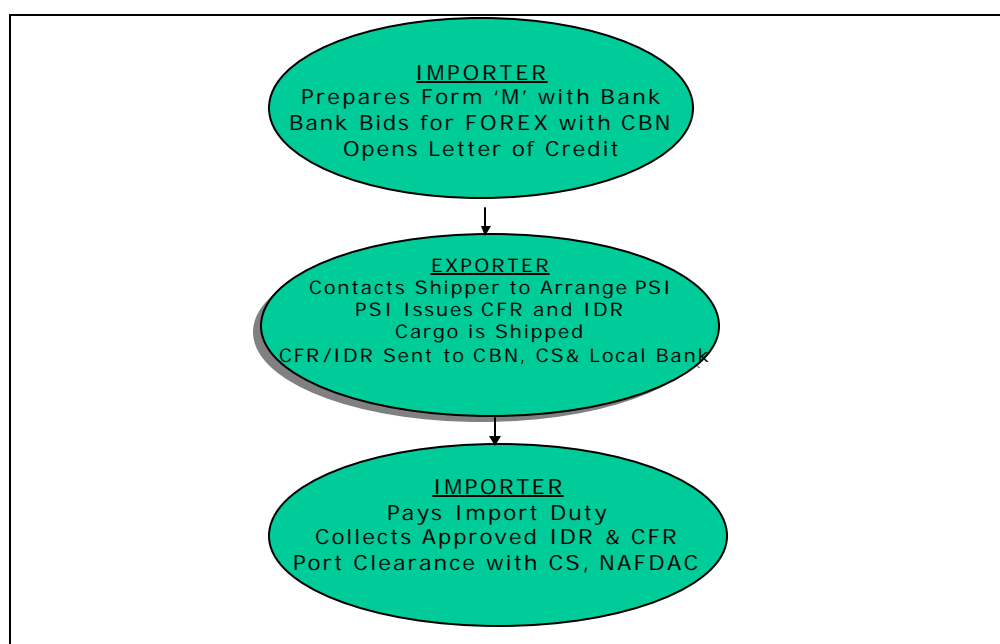 IMPORTER
Prepares Form ‘M’ with Bank
Bank Bids for FOREX with CBN
Opens Letter of Credit
EXPORTER
Contacts Shipper to Arrange PSI
PSI Issues CFR and IDR
Cargo is Shipped
CFR/IDR Sent to CBN, CS& Local Bank
IMPORTER
Pays Import Duty
Collects Approved IDR & CFR
Port Clearance with CS, NAFDAC